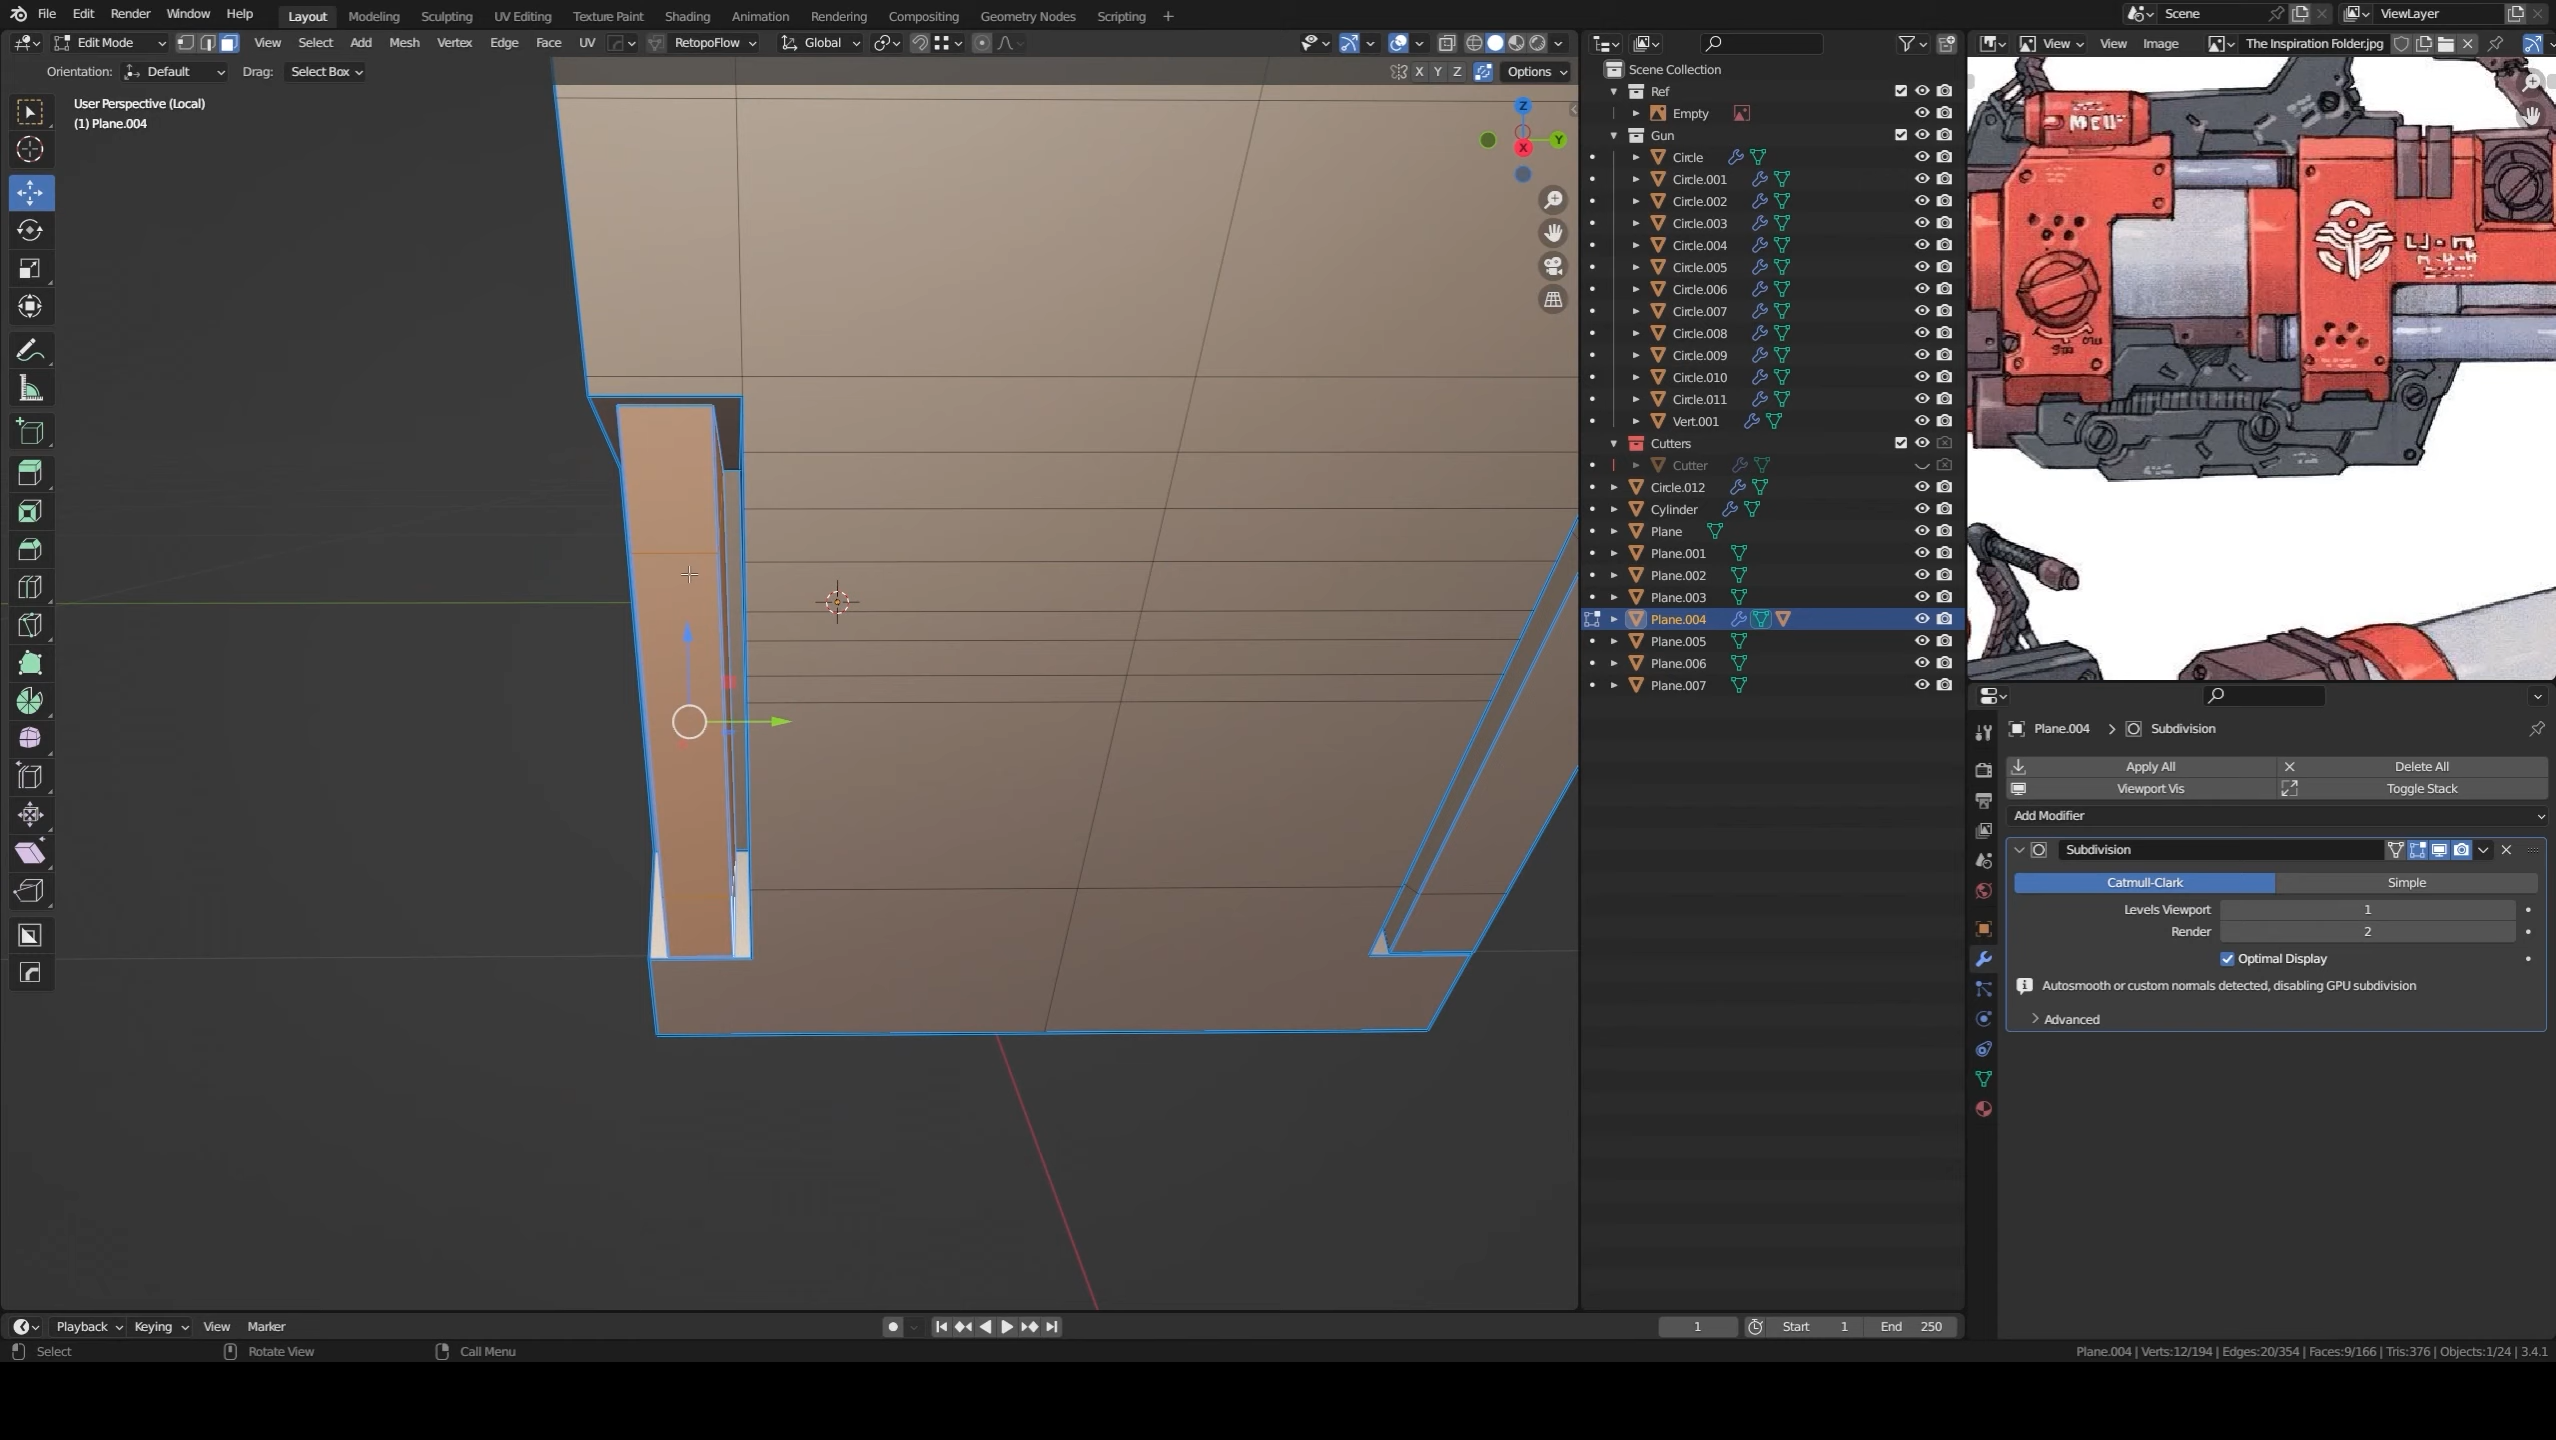 File Edit Render Window Help Layout Modeling Sculpting UV Editing Texture Paint Shading Animation Rendering Compositing Geometry Nodes Scripting + Scene ViewLayer
Edit Mode View Select Add Mesh Vertex Edge Face UV RetopoFlow Global View View Image The Inspiration Folder.jpg
Orientation: Default Drag: Select Box X Y Z Options
User Perspective (Local)
(1) Plane.004
Z
Y
X
Scene Collection
Ref
Empty
Gun
Circle
Circle.001
Circle.002
Circle.003
Circle.004
Circle.005
Circle.006
Circle.007
Circle.008
Circle.009
Circle.010
Circle.011
Vert.001
Cutters
Cutter
Circle.012
Cylinder
Plane
Plane.001
Plane.002
Plane.003
Plane.004
Plane.005
Plane.006
Plane.007
Plane.004 > Subdivision
Apply All Delete All
Viewport Vis Toggle Stack
Add Modifier
Subdivision
Catmull-Clark Simple
Levels Viewport 1
Render 2
Optimal Display
Autosmooth or custom normals detected, disabling GPU subdivision
Advanced
Playback Keying View Marker 1 Start 1 End 250
Select Rotate View Call Menu Plane.004 | Verts:12/194 | Edges:20/354 | Faces:9/166 | Tris:376 | Objects:1/24 | 3.4.1